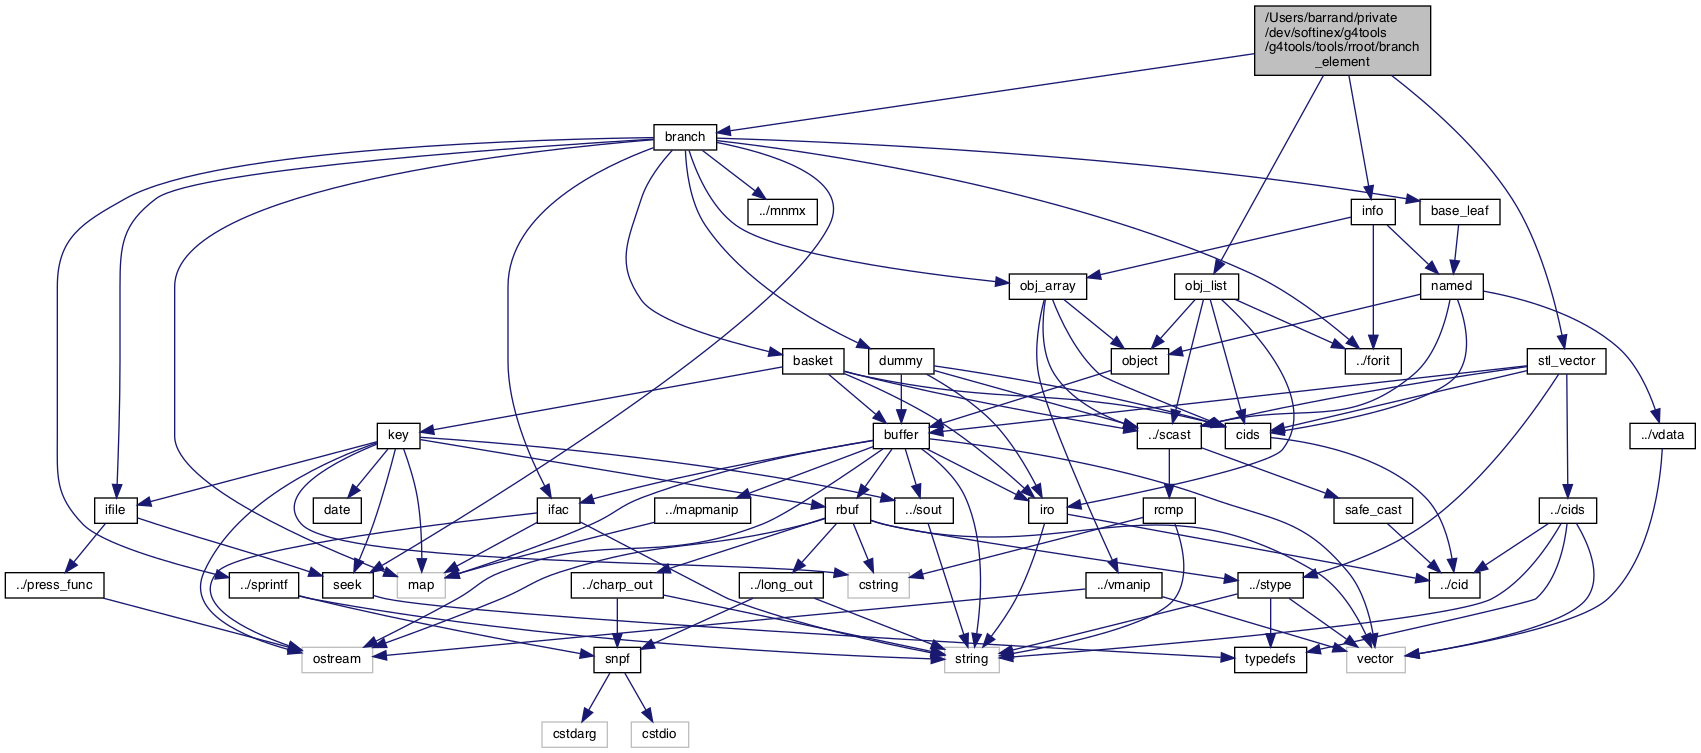 /Users/barrand/private
/dev/softinex/g4tools
/g4tools/tools/rroot/branch
_element
branch
../mnmx
info
base_leaf
obj_array
obj_list
named
basket
dummy
object
../forit
stl_vector
key
buffer
../scast
cids
../vdata
ifile
date
ifac
../mapmanip
rbuf
../sout
iro
rcmp
safe_cast
../cids
../press_func
../sprintf
seek
map
../charp_out
../long_out
cstring
../vmanip
../stype
../cid
ostream
snpf
string
typedefs
vector
cstdarg
cstdio